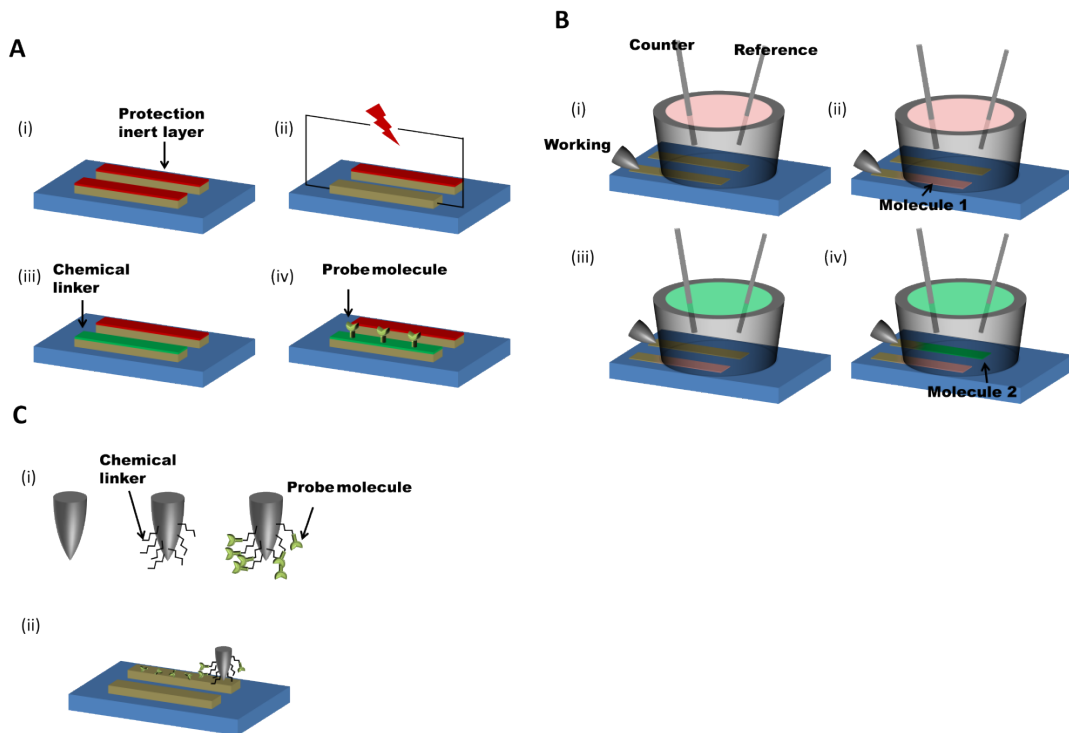 A
(i)
Protection
inert layer
(ii)
(iii)
Chemical
linker
(iv)
Probe molecule
B
Counter
Reference
(i)
(ii)
Working
Molecule 1
(iii)
(iv)
Molecule 2
C
(i)
Chemical
linker
Probe molecule
(ii)